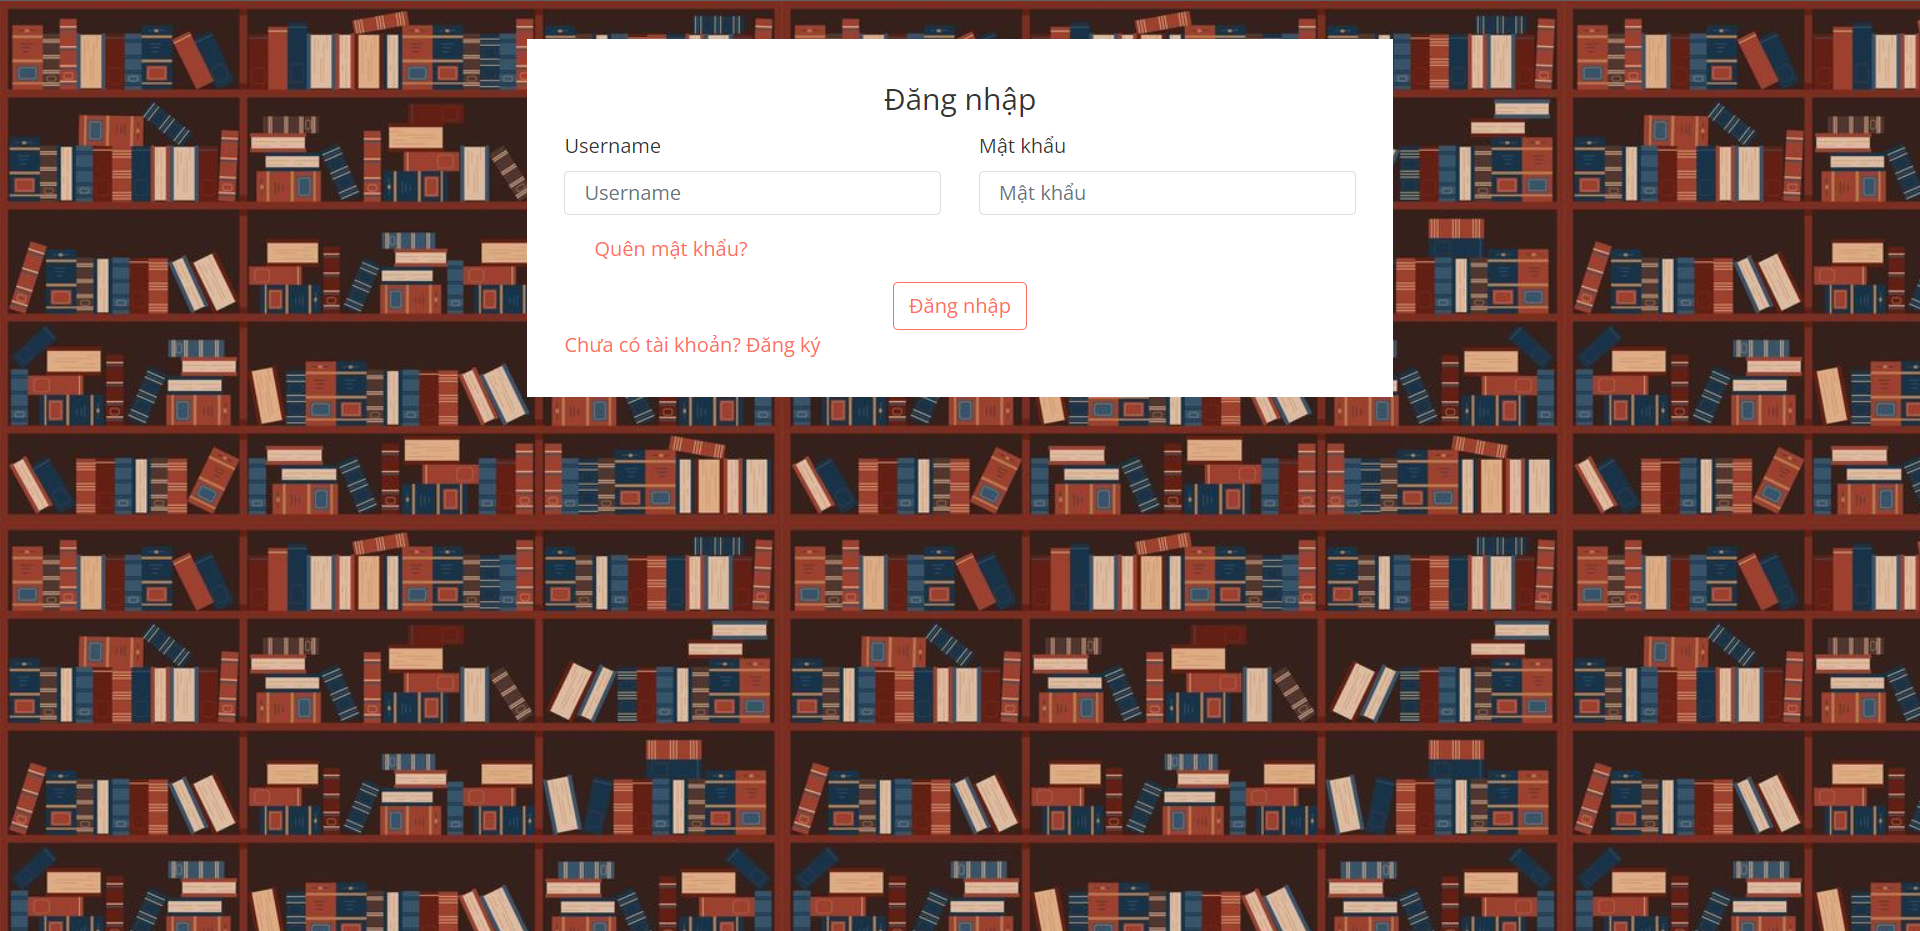 Đăng nhập
Username
Mật khẩu
Username
Mật khẩu
Quên mật khẩu?
Đăng nhập
Chưa có tài khoản? Đăng ký